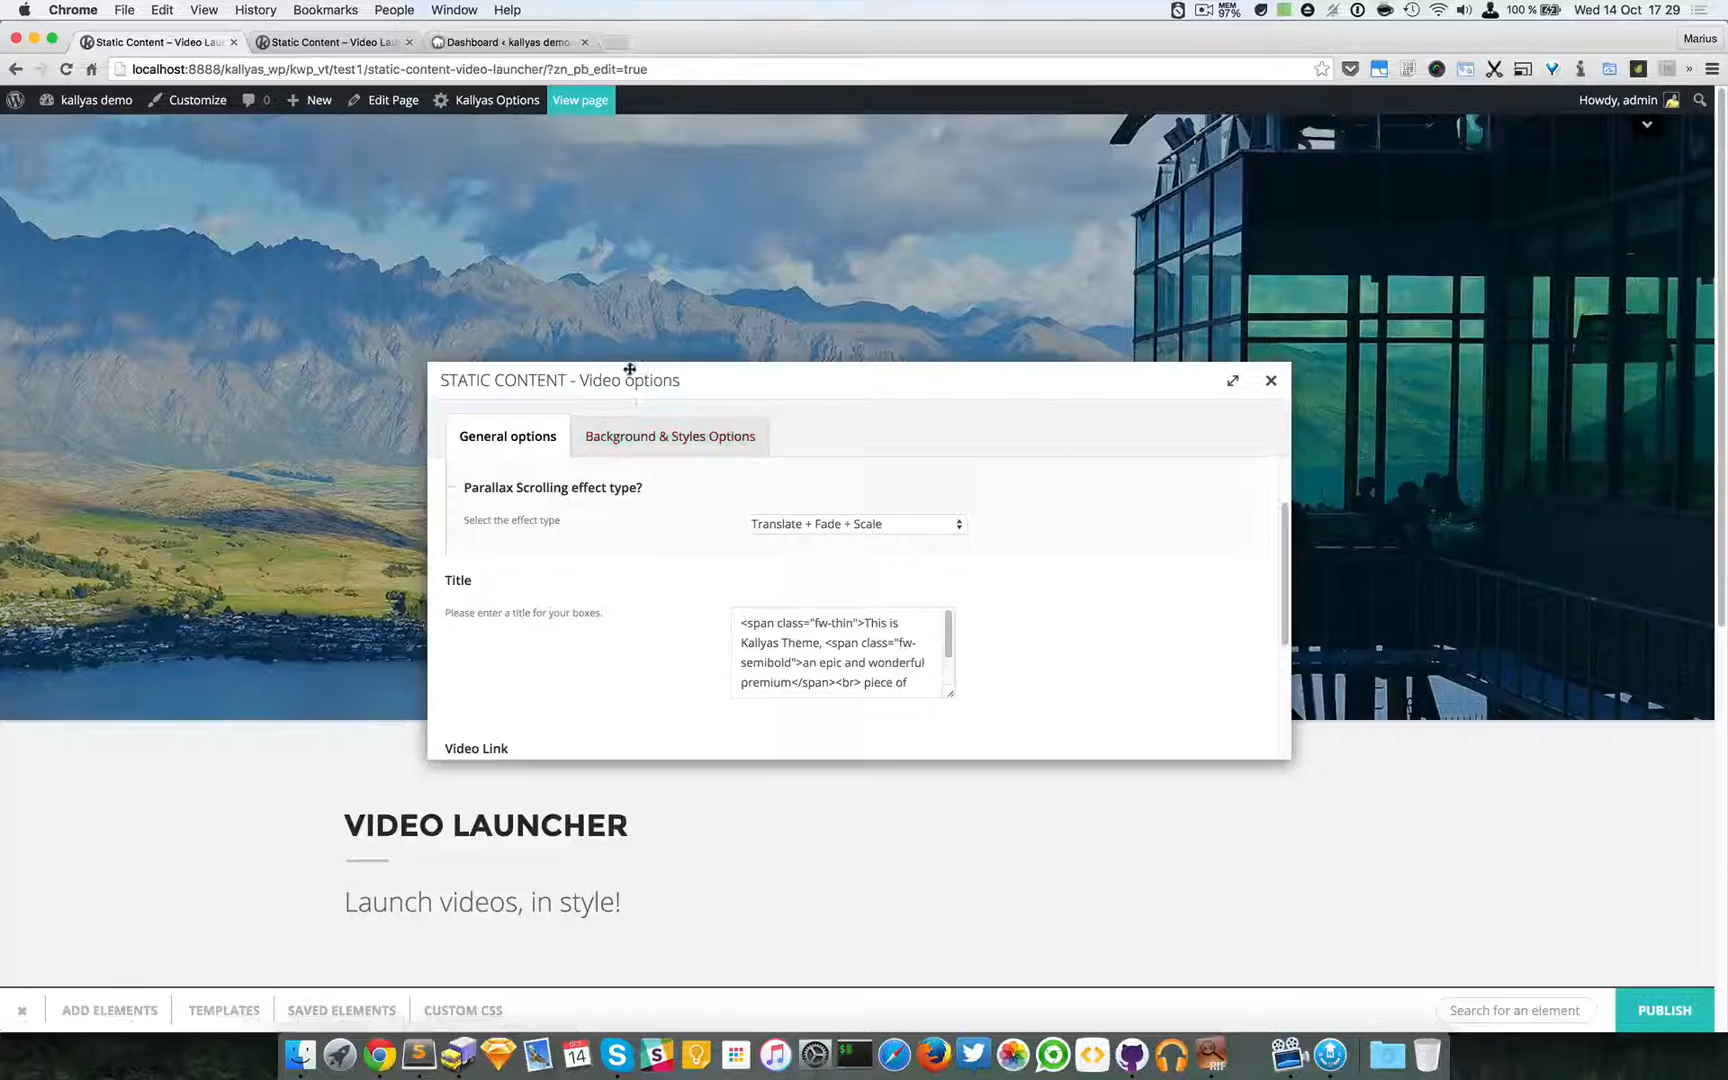 Chrome File Edit View History Bookmarks People Window Help MEM 97% 100 % Wed 14 Oct 17 29
Static Content – Video Lau Static Content – Video Lau Dashboard ‹ kallyas demo Marius
localhost:8888/kallyas_wp/kwp_vt/test1/static-content-video-launcher/?zn_pb_edit=true
kallyas demo Customize 0 New Edit Page Kallyas Options View page Howdy, admin
STATIC CONTENT - Video options
General options Background & Styles Options
Parallax Scrolling effect type?
Select the effect type Translate + Fade + Scale
Title
Please enter a title for your boxes.
<span class="fw-thin">This is
Kallyas Theme, <span class="fw-
semibold">an epic and wonderful
premium</span><br> piece of
Video Link
VIDEO LAUNCHER
Launch videos, in style!
ADD ELEMENTS TEMPLATES SAVED ELEMENTS CUSTOM CSS Search for an element PUBLISH
OCT
14
RIF